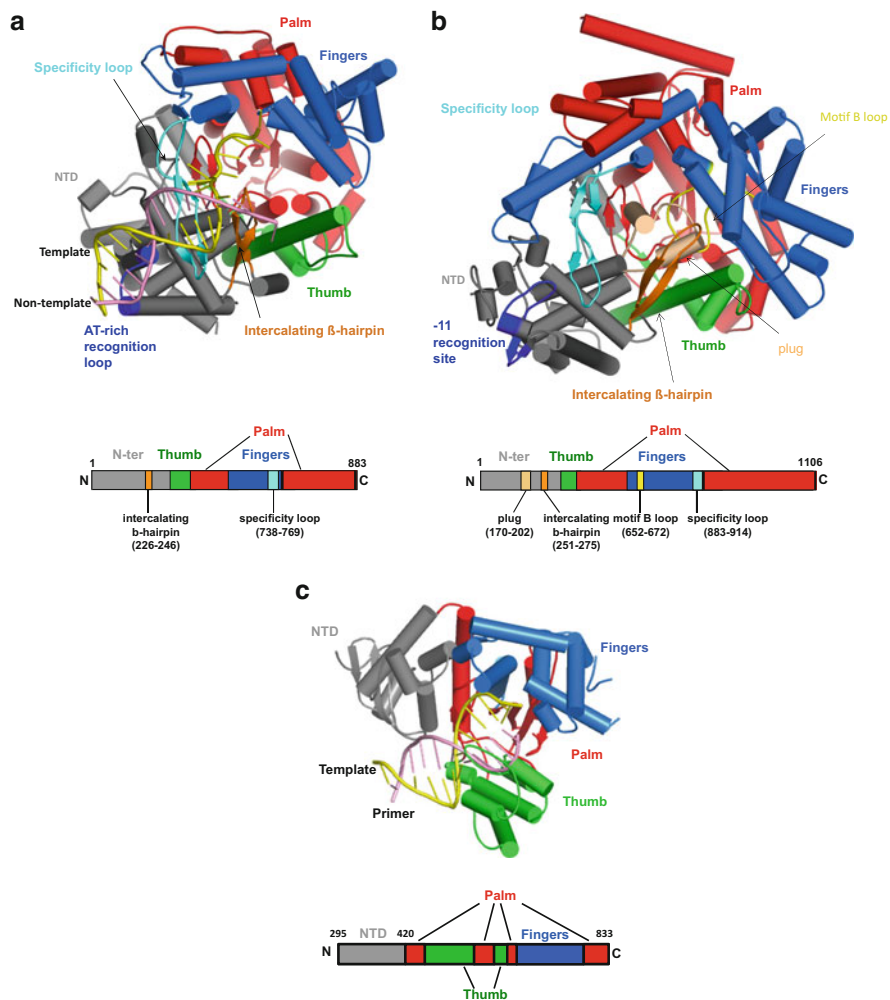 a
Palm
Fingers
Specificity loop
NTD
Template
Non-template
AT-rich
recognition
loop
Thumb
Intercalating ß-hairpin
b
Specificity loop
Palm
Motif B loop
Fingers
NTD
-11
recognition
site
Thumb
plug
Intercalating ß-hairpin
Palm
1 N-ter Thumb Fingers 883
N C
intercalating
b-hairpin
(226-246)
specificity loop
(738-769)
Palm
1 N-ter Thumb Fingers 1106
N C
plug
(170-202)
intercalating
b-hairpin
(251-275)
motif B loop
(652-672)
specificity loop
(883-914)
c
NTD
Fingers
Palm
Template
Thumb
Primer
Palm
295 NTD 420 Fingers 833
N C
Thumb